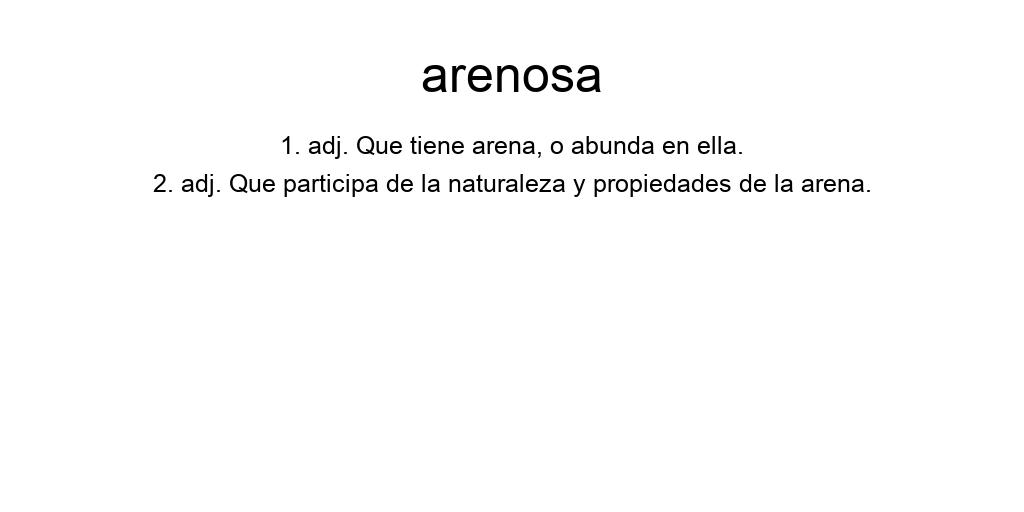 arenosa
1. adj. Que tiene arena, o abunda en ella.
2. adj. Que participa de la naturaleza y propiedades de la arena.